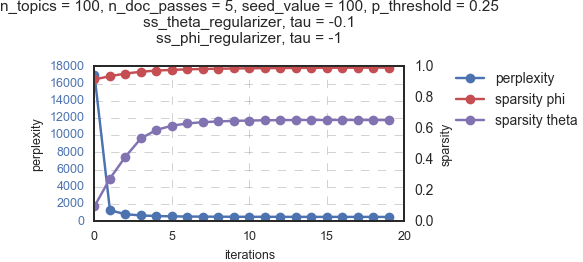 n_topics = 100, n_doc_passes = 5, seed_value = 100, p_threshold = 0.25
ss_theta_regularizer, tau = -0.1
ss_phi_regularizer, tau = -1
18000
16000
14000
12000
10000
8000
6000
4000
2000
0
perplexity
0
5
10
15
20
iterations
1.0
0.8
0.6
0.4
0.2
0.0
sparsity
perplexity
sparsity phi
sparsity theta